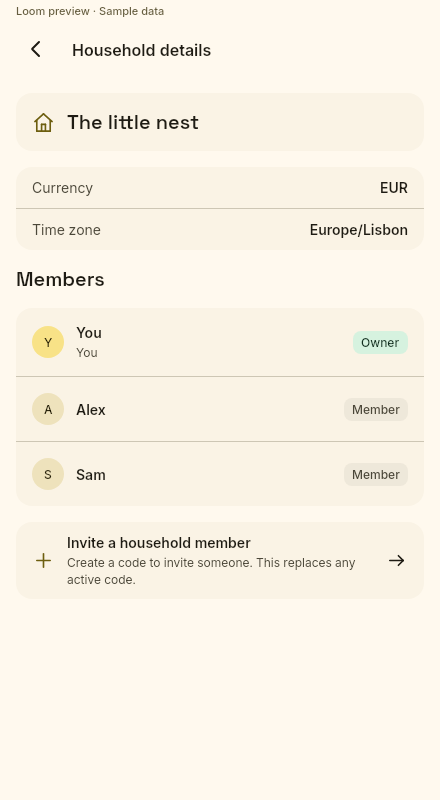 Loom preview · Sample data
Household details
The little nest
Currency EUR
Time zone Europe/Lisbon
Members
Y You Owner
You
A Alex Member
S Sam Member
Invite a household member
Create a code to invite someone. This replaces any
active code.